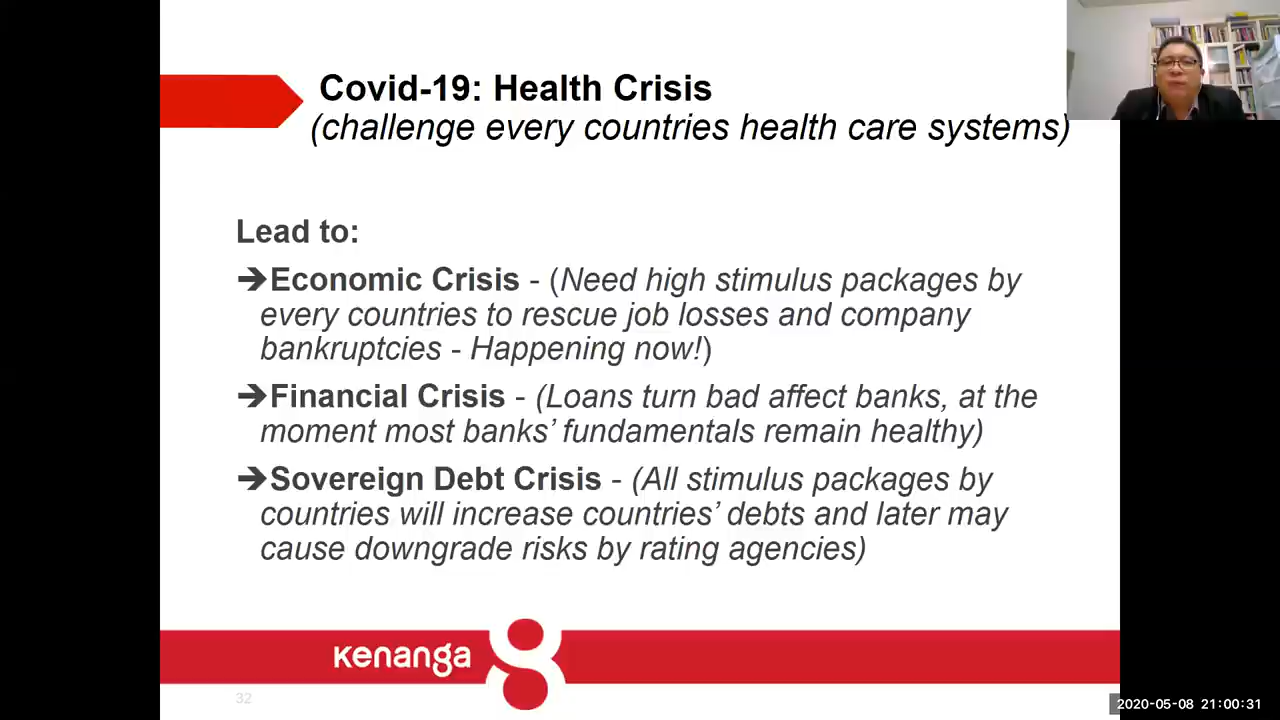 Covid-19: Health Crisis
(challenge every countries health care systems)
Lead to:
➔Economic Crisis - (Need high stimulus packages by
every countries to rescue job losses and company
bankruptcies - Happening now!)
➔Financial Crisis - (Loans turn bad affect banks, at the
moment most banks’ fundamentals remain healthy)
➔Sovereign Debt Crisis - (All stimulus packages by
countries will increase countries’ debts and later may
cause downgrade risks by rating agencies)
kenanga
32
2020-05-08 21:00:31